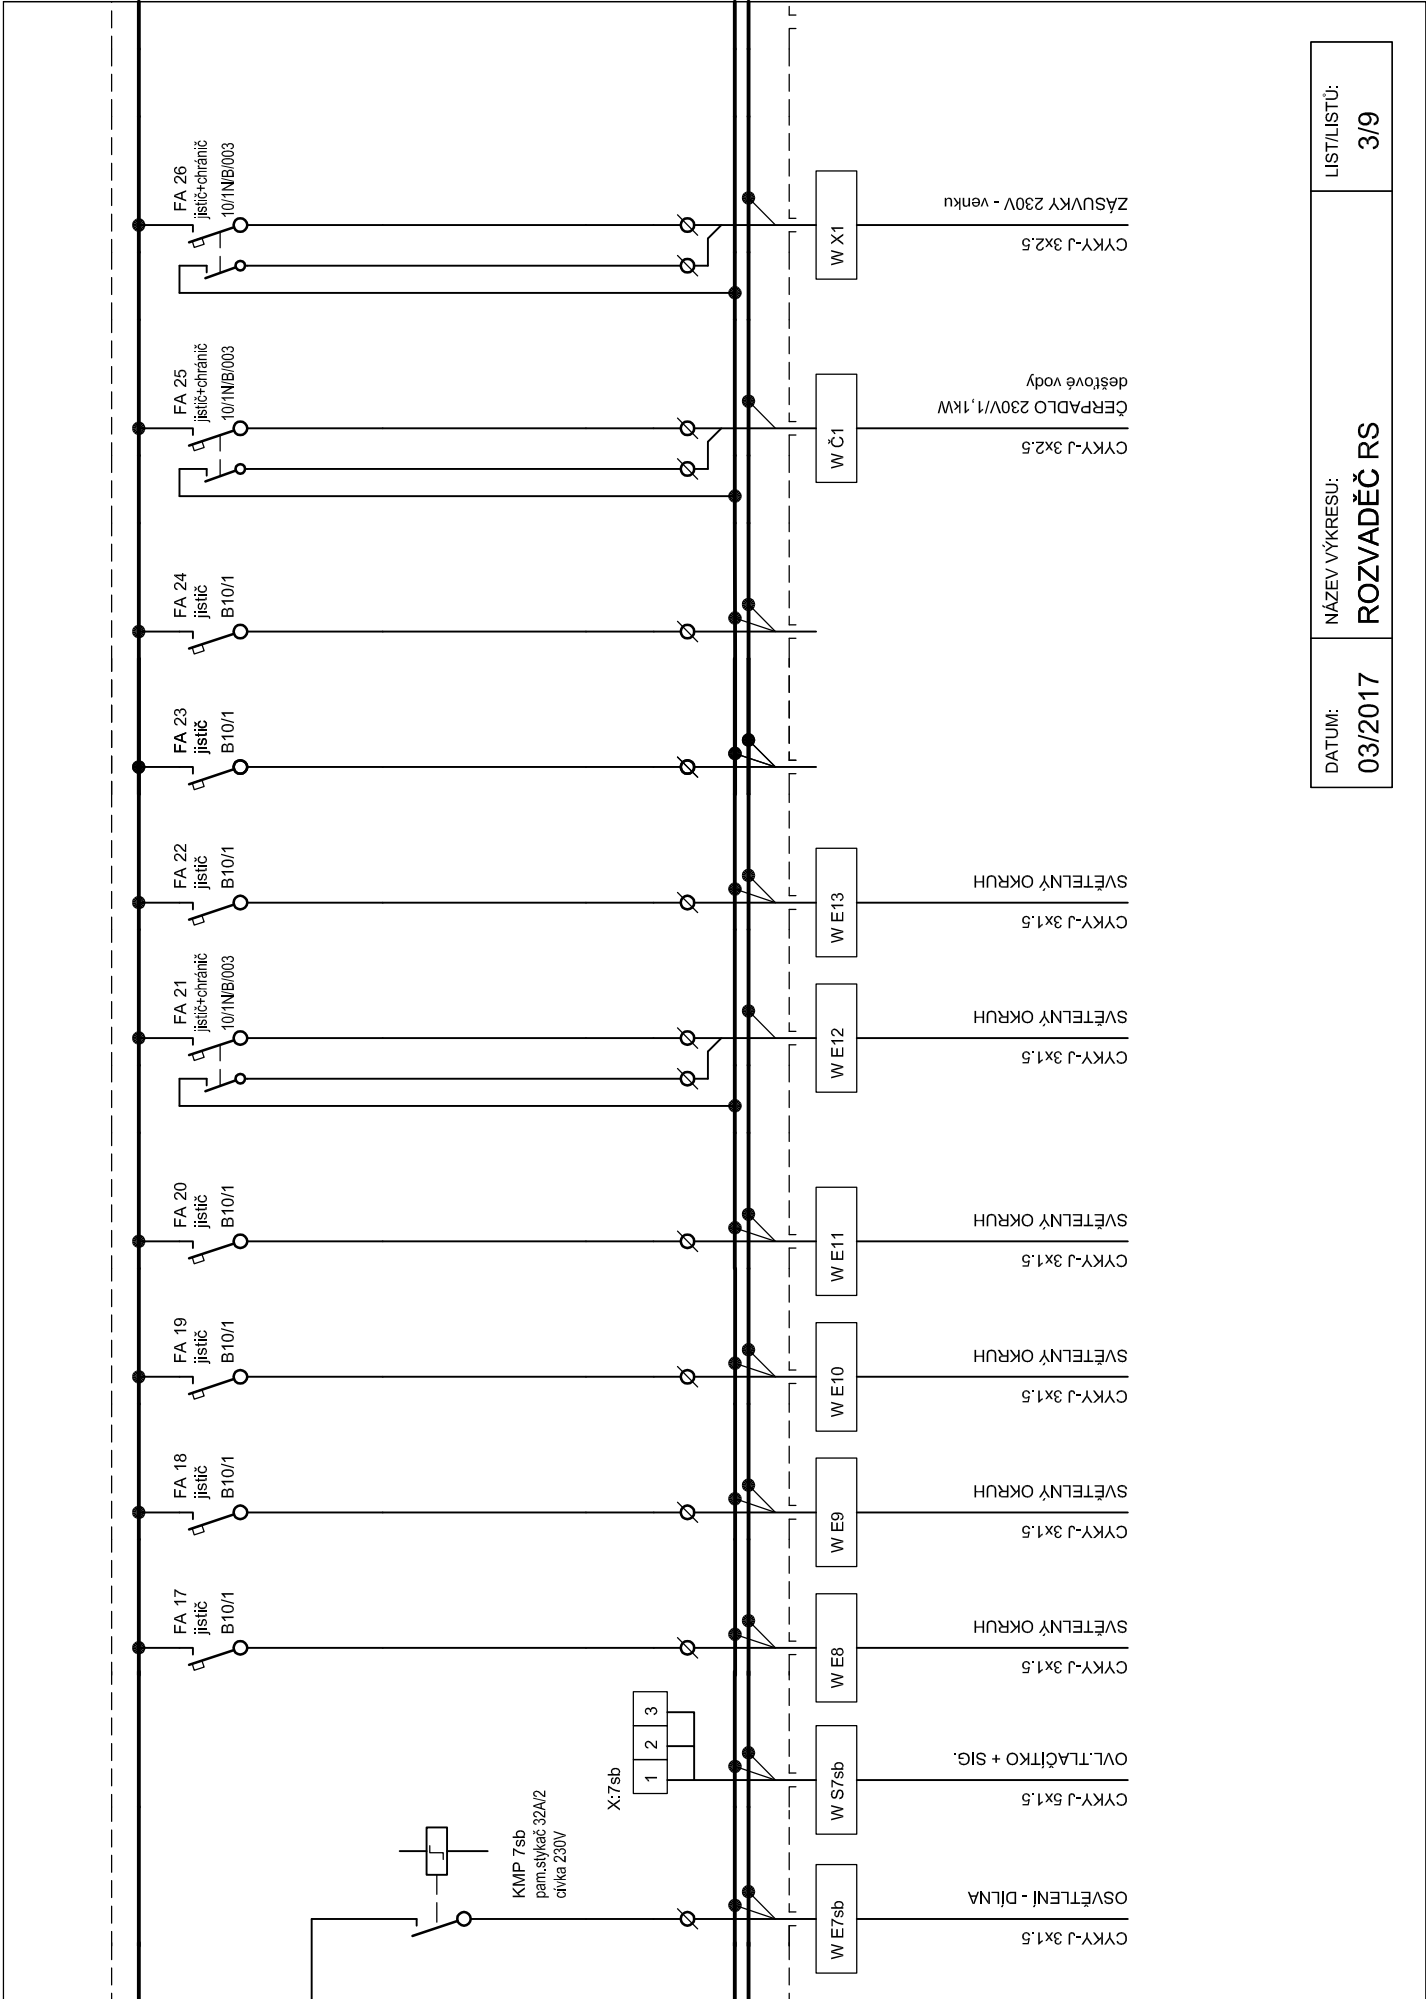 KMP 7sb
pam.stykač 32A/2
cívka 230V
X:7sb
1 2 3
FA 17
jistič
B10/1
FA 18
jistič
B10/1
FA 19
jistič
B10/1
FA 20
jistič
B10/1
FA 21
jistič+chránič
10/1N/B/003
FA 22
jistič
B10/1
FA 23
jistič
B10/1
FA 24
jistič
B10/1
FA 25
jistič+chránič
10/1N/B/003
FA 26
jistič+chránič
10/1N/B/003
W E7sb
CYKY-J 3x1.5
OSVĚTLENÍ - DÍLNA
W S7sb
CYKY-J 5x1.5
OVL.TLAČÍTKO + SIG.
W E8
CYKY-J 3x1.5
SVĚTELNÝ OKRUH
W E9
CYKY-J 3x1.5
SVĚTELNÝ OKRUH
W E10
CYKY-J 3x1.5
SVĚTELNÝ OKRUH
W E11
CYKY-J 3x1.5
SVĚTELNÝ OKRUH
W E12
CYKY-J 3x1.5
SVĚTELNÝ OKRUH
W E13
CYKY-J 3x1.5
SVĚTELNÝ OKRUH
W Č1
CYKY-J 3x2.5
ČERPADLO 230V/1,1kW
dešťové vody
W X1
CYKY-J 3x2.5
ZÁSUVKY 230V - venku
DATUM:
03/2017
NÁZEV VÝKRESU:
ROZVADĚČ RS
LIST/LISTŮ:
3/9